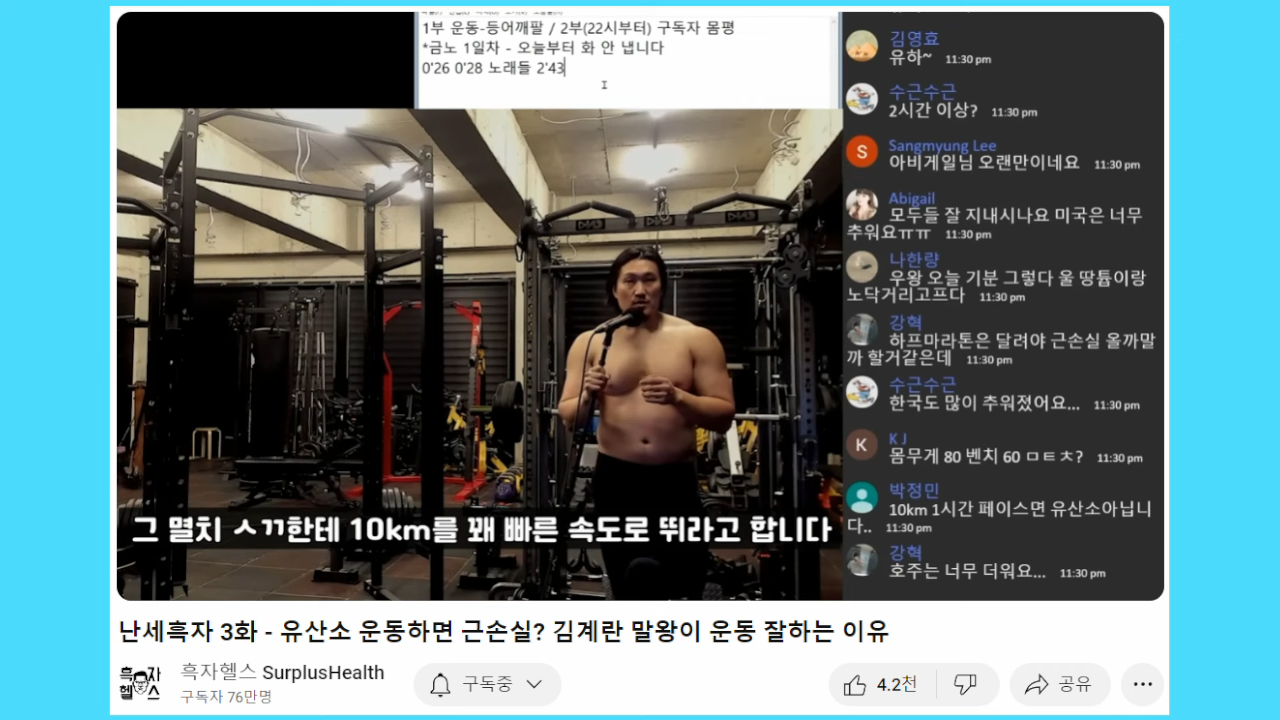 1부 운동-등어깨팔 / 2부(22시부터) 구독자 몸평
*금노 1일차 - 오늘부터 화 안 냅니다
0'26 0'28 노래들 2'43
김영효
유하~ 11:30 pm
수근수근
2시간 이상? 11:30 pm
S
Sangmyung Lee
아비게일님 오랜만이네요 11:30 pm
Abigail
모두들 잘 지내시나요 미국은 너무
추워요ㅠㅠ 11:30 pm
나한량
우왕 오늘 기분 그렇다 울 땅튬이랑
노닥거리고프다 11:30 pm
강혁
하프마라톤은 달려야 근손실 올까말
까 할거같은데 11:30 pm
수근수근
한국도 많이 추워졌어요... 11:30 pm
K
K J
몸무게 80 벤치 60 ㅁㅌㅊ? 11:30 pm
박정민
10km 1시간 페이스면 유산소아닙니
다.. 11:30 pm
강혁
호주는 너무 더워요... 11:30 pm
그 멸치 ㅅㄲ한테 10km를 꽤 빠른 속도로 뛰라고 합니다
난세흑자 3화 - 유산소 운동하면 근손실? 김계란 말왕이 운동 잘하는 이유
흑자
헬스
흑자헬스 SurplusHealth
구독자 76만명
구독중
4.2천
공유